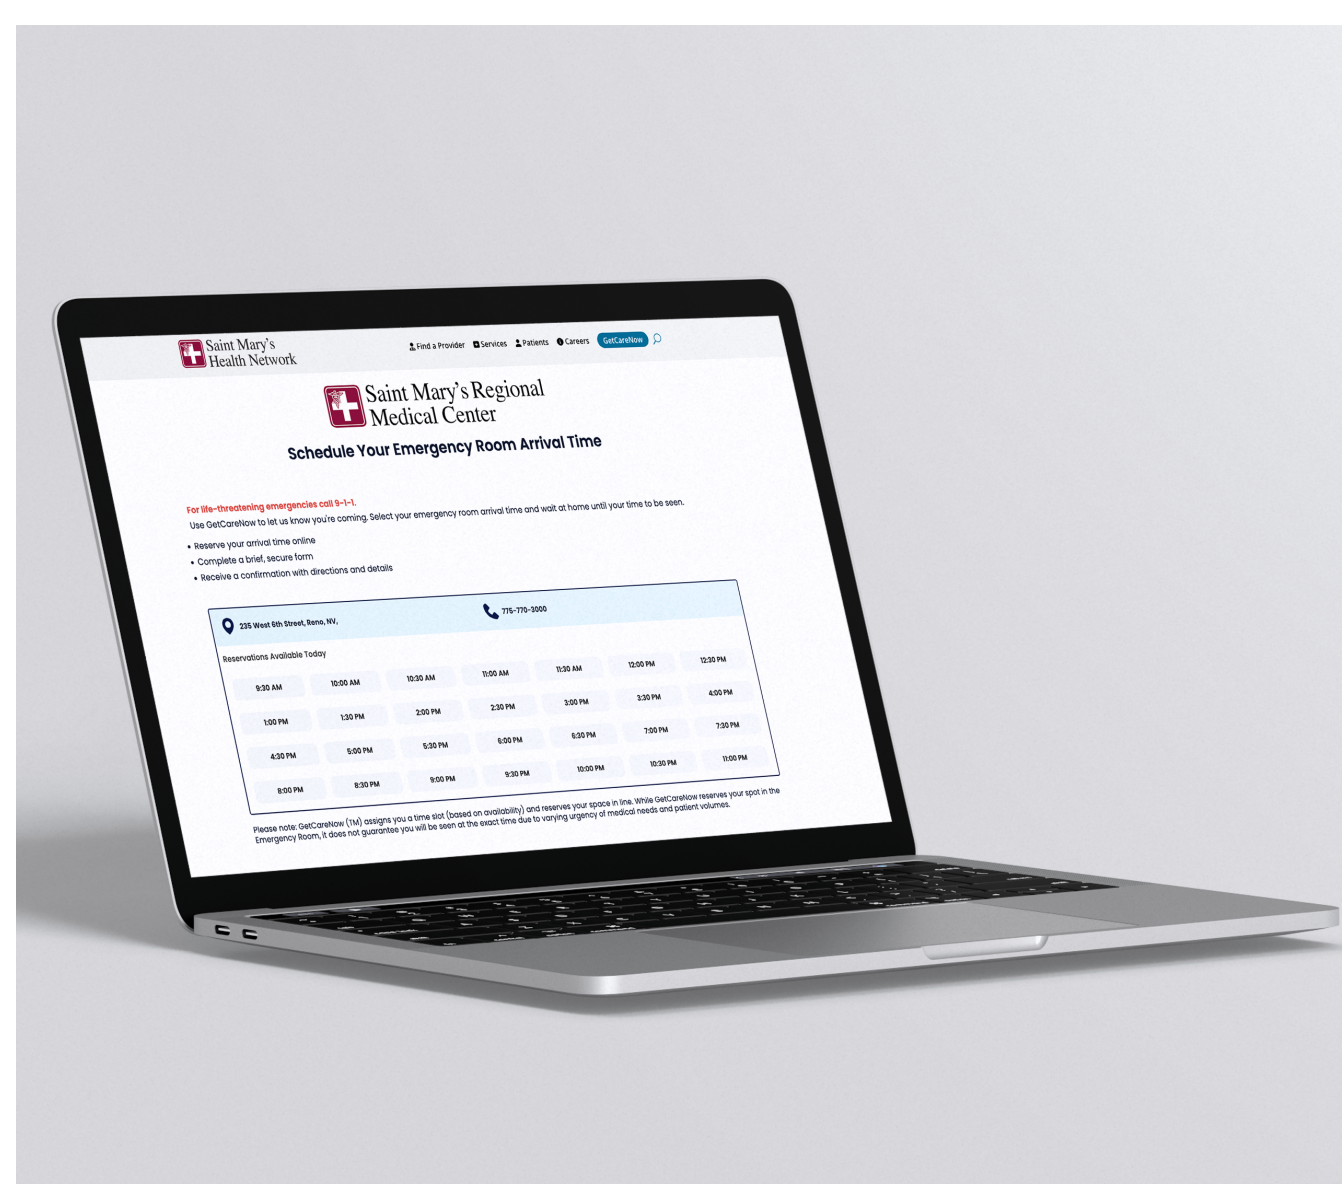 Saint Mary's
Health Network
Find a Provider Services Patients Careers GetCareNow
Saint Mary's Regional
Medical Center
Schedule Your Emergency Room Arrival Time
For life-threatening emergencies call 9-1-1.
Use GetCareNow to let us know you're coming. Select your emergency room arrival time and wait at home until your time to be seen.
• Reserve your arrival time online
• Complete a brief, secure form
• Receive a confirmation with directions and details
235 West 6th Street, Reno, NV, 775-770-3000
Reservations Available Today
9:30 AM 10:00 AM 10:30 AM 11:00 AM 11:30 AM 12:00 PM 12:30 PM
1:00 PM 1:30 PM 2:00 PM 2:30 PM 3:00 PM 3:30 PM 4:00 PM
4:30 PM 5:00 PM 5:30 PM 6:00 PM 6:30 PM 7:00 PM 7:30 PM
8:00 PM 8:30 PM 9:00 PM 9:30 PM 10:00 PM 10:30 PM 11:00 PM
Please note: GetCareNow (TM) assigns you a time slot (based on availability) and reserves your space in line. While GetCareNow reserves your spot in the
Emergency Room, it does not guarantee you will be seen at the exact time due to varying urgency of medical needs and patient volumes.